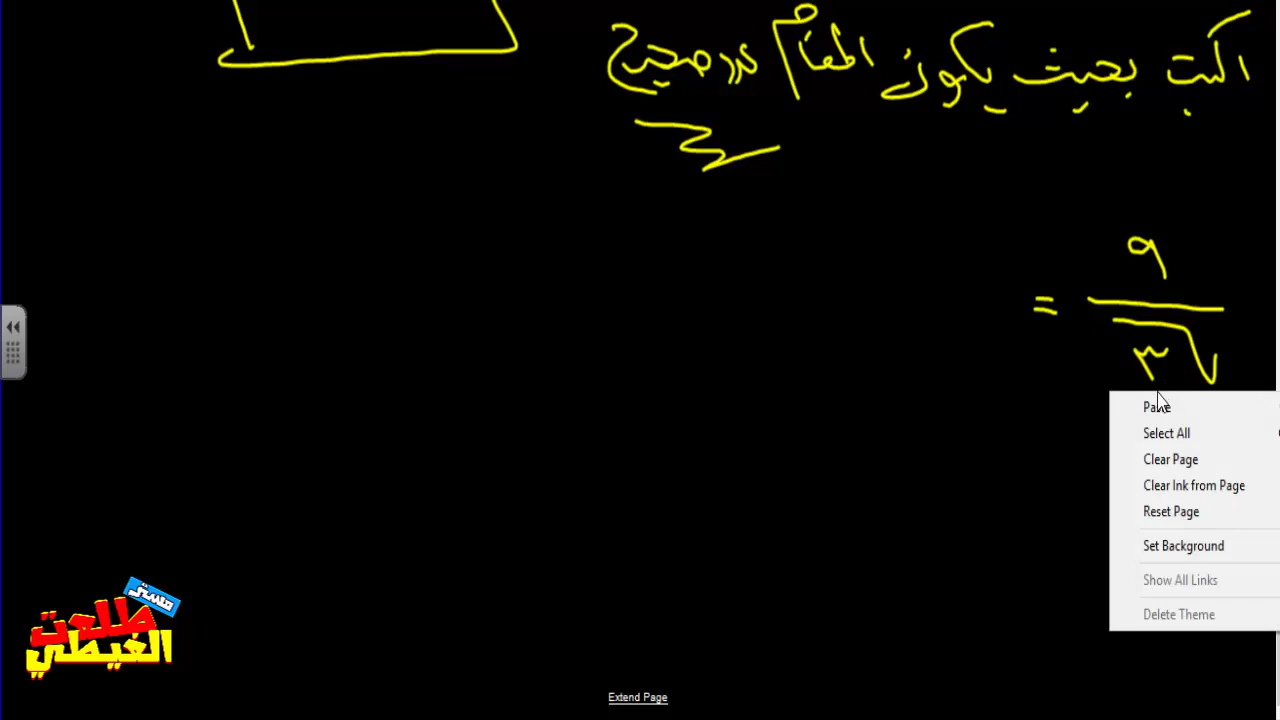 اكتب بحيث يكون المقام عدد صحيح
٩
=
√٣
Paste
Select All
Clear Page
Clear Ink from Page
Reset Page
Set Background
Show All Links
Delete Theme
مستر
طلعت
الغيطي
Extend Page